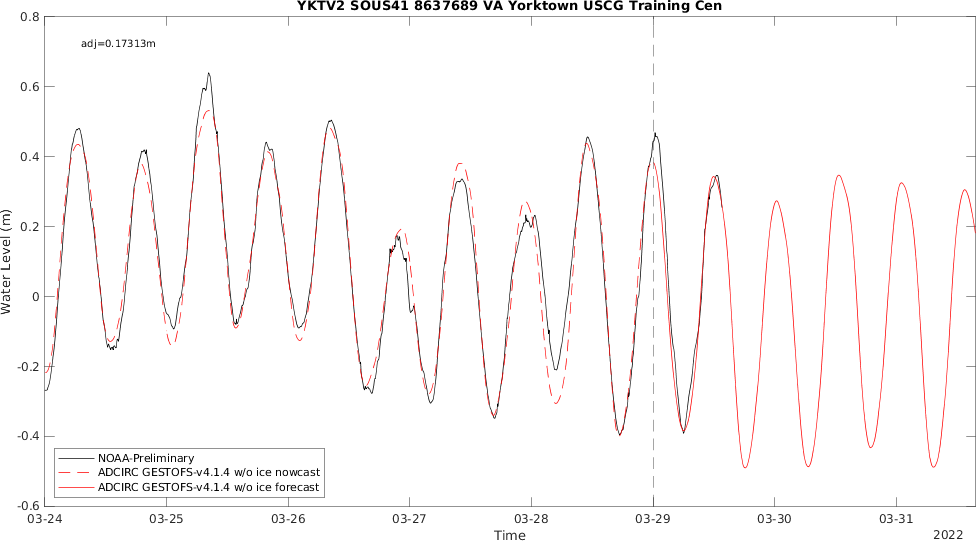 YKTV2 SOUS41 8637689 VA Yorktown USCG Training Cen
adj=0.17313m
0.8
0.6
0.4
0.2
0
-0.2
-0.4
-0.6
Water Level (m)
NOAA-Preliminary
ADCIRC GESTOFS-v4.1.4 w/o ice nowcast
ADCIRC GESTOFS-v4.1.4 w/o ice forecast
03-24 03-25 03-26 03-27 03-28 03-29 03-30 03-31
Time
2022